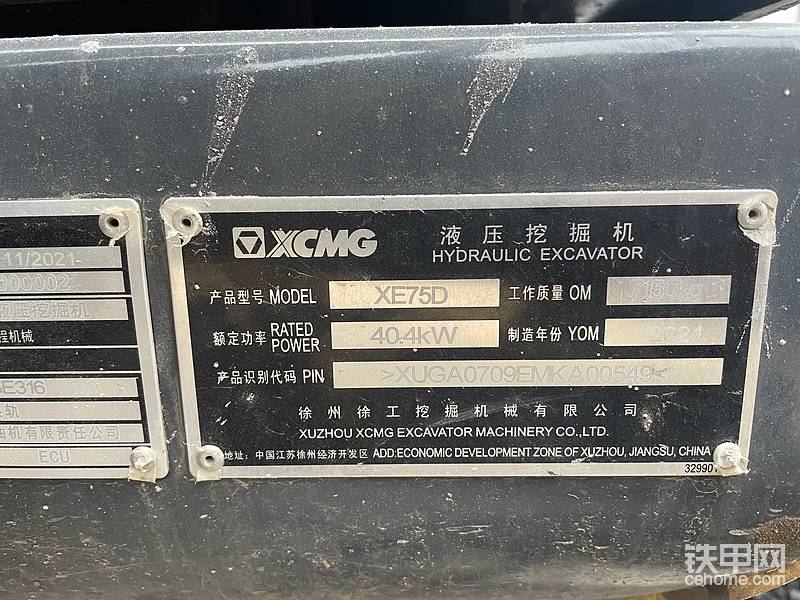 11/2021-
000002
液压挖掘机
程机械
E316
轨
油机有限责任公司
ECU
XCMG
液压挖掘机
HYDRAULIC EXCAVATOR
产品型号 MODEL XE75D 工作质量 OM
额定功率 RATED POWER 40.4kW 制造年份 YOM 2021
产品识别代码 PIN >XUGA0709EMKA00549<
徐州徐工挖掘机械有限公司
XUZHOU XCMG EXCAVATOR MACHINERY CO.,LTD.
地址: 中国江苏徐州经济开发区 ADD:ECONOMIC DEVELOPMENT ZONE OF XUZHOU, JIANGSU, CHINA
329901
铁甲网
cehome.com